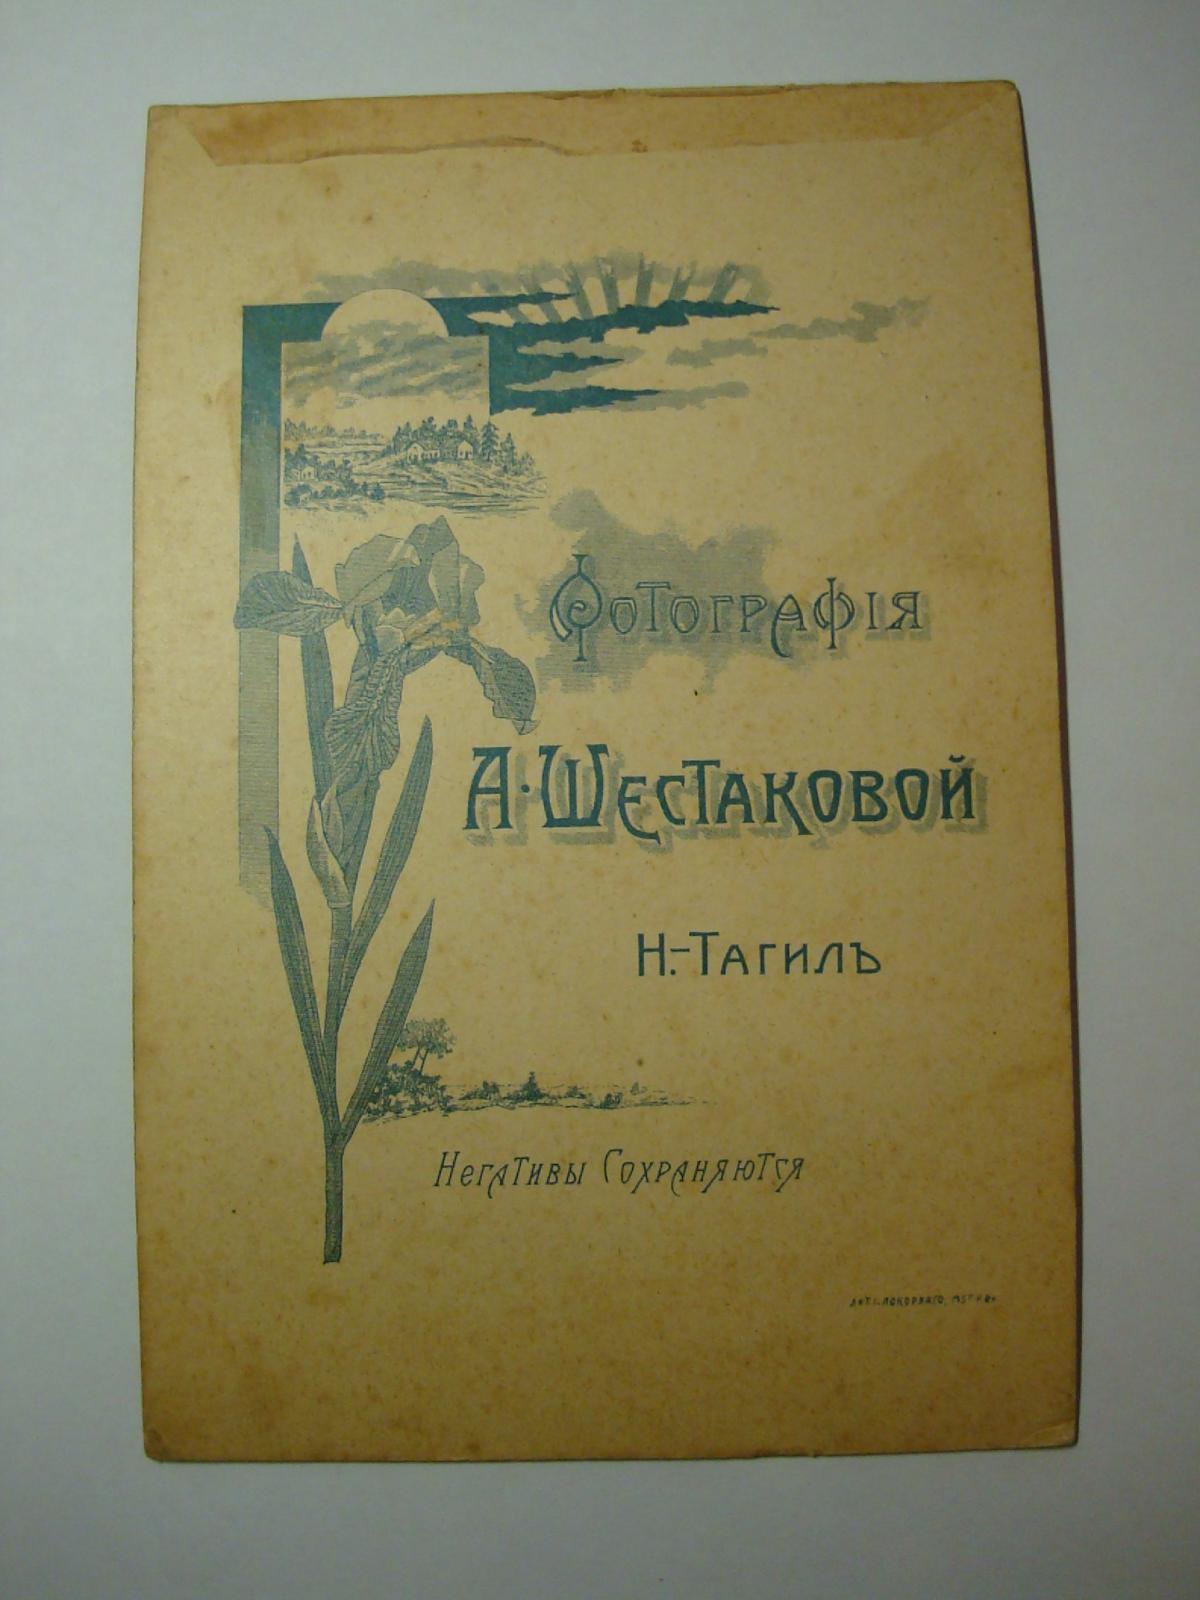 Фотографія
А. Шестаковой
Н.-Тагилъ
Негативы Сохраняются